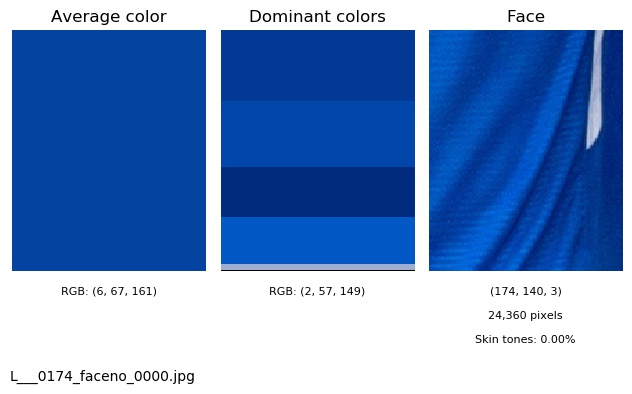 Average color
Dominant colors
Face
RGB: (6, 67, 161)
RGB: (2, 57, 149)
(174, 140, 3)
24,360 pixels
Skin tones: 0.00%
L___0174_faceno_0000.jpg